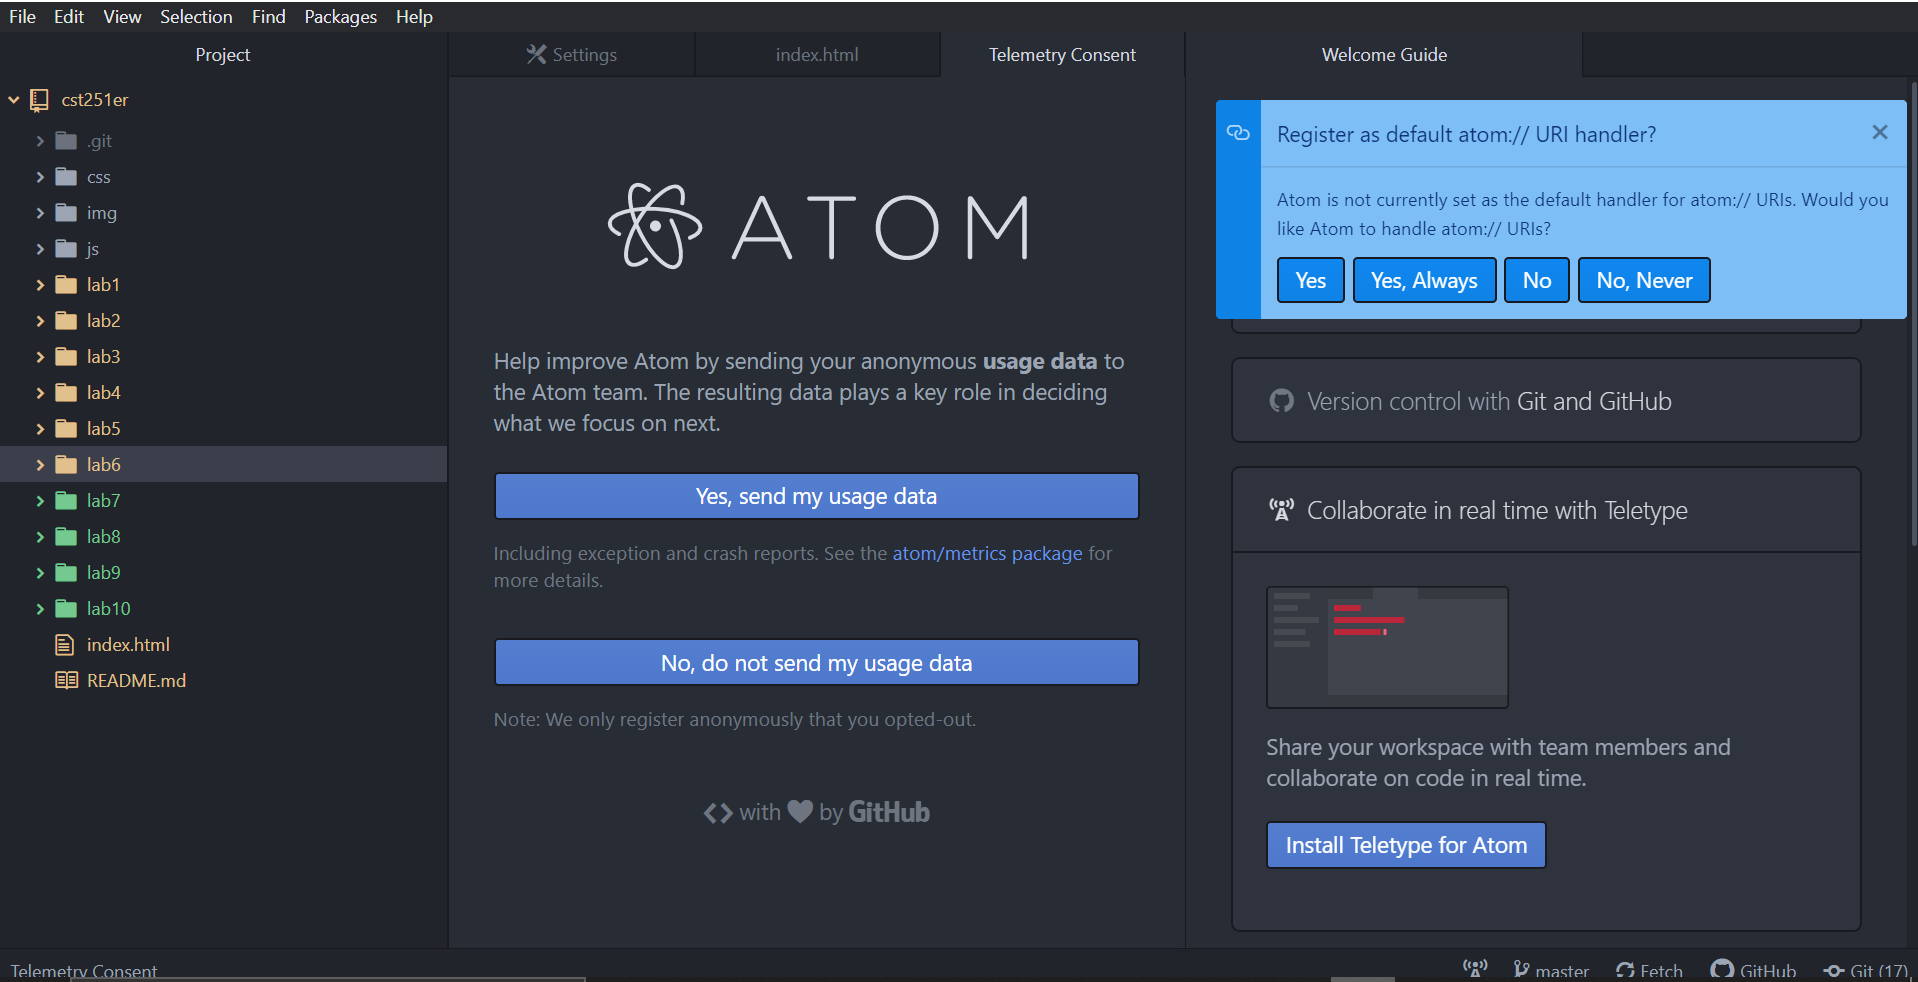 File Edit View Selection Find Packages Help
Project
cst251er
.git
css
img
js
lab1
lab2
lab3
lab4
lab5
lab6
lab7
lab8
lab9
lab10
index.html
README.md
Settings
index.html
Telemetry Consent
Welcome Guide
ATOM
Help improve Atom by sending your anonymous usage data to
the Atom team. The resulting data plays a key role in deciding
what we focus on next.
Yes, send my usage data
Including exception and crash reports. See the atom/metrics package for
more details.
No, do not send my usage data
Note: We only register anonymously that you opted-out.
with by GitHub
Register as default atom:// URI handler?
Atom is not currently set as the default handler for atom:// URIs. Would you
like Atom to handle atom:// URIs?
Yes
Yes, Always
No
No, Never
Version control with Git and GitHub
Collaborate in real time with Teletype
Share your workspace with team members and
collaborate on code in real time.
Install Teletype for Atom
Telemetry Consent
master
Fetch
GitHub
Git (17)